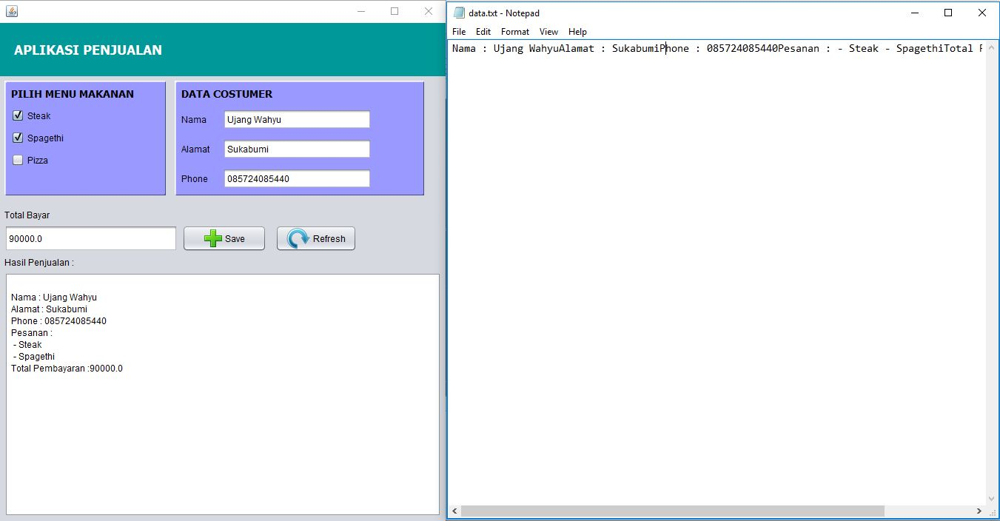 APLIKASI PENJUALAN
PILIH MENU MAKANAN
Steak
Spagethi
Pizza
DATA COSTUMER
Nama
Ujang Wahyu
Alamat
Sukabumi
Phone
085724085440
Total Bayar
90000.0
Save
Refresh
Hasil Penjualan :
Nama : Ujang Wahyu
Alamat : Sukabumi
Phone : 085724085440
Pesanan :
- Steak
- Spagethi
Total Pembayaran :90000.0
data.txt - Notepad
File Edit Format View Help
Nama : Ujang WahyuAlamat : SukabumiPhone : 085724085440Pesanan : - Steak - SpagethiTotal